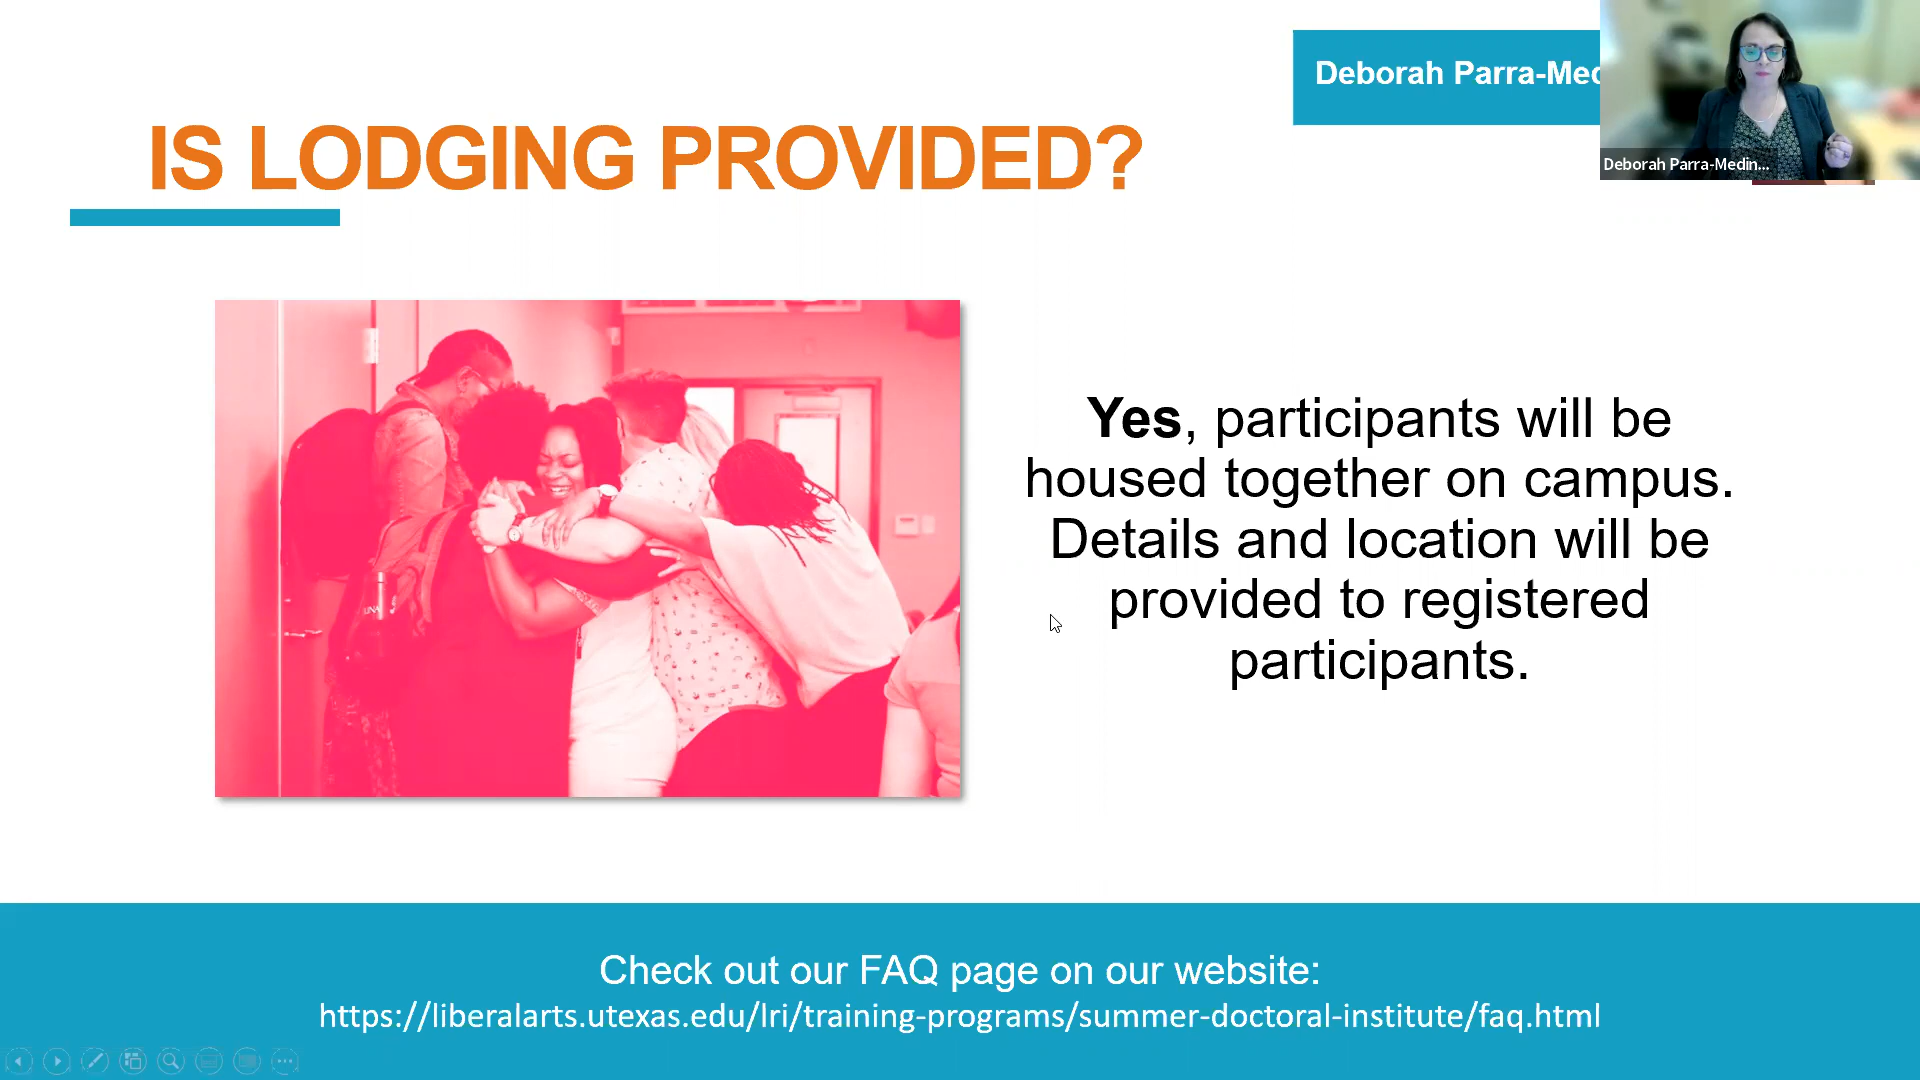 Deborah Parra-Med
Deborah Parra-Medin...
IS LODGING PROVIDED?
Yes, participants will be
housed together on campus.
Details and location will be
provided to registered
participants.
Check out our FAQ page on our website:
https://liberalarts.utexas.edu/lri/training-programs/summer-doctoral-institute/faq.html